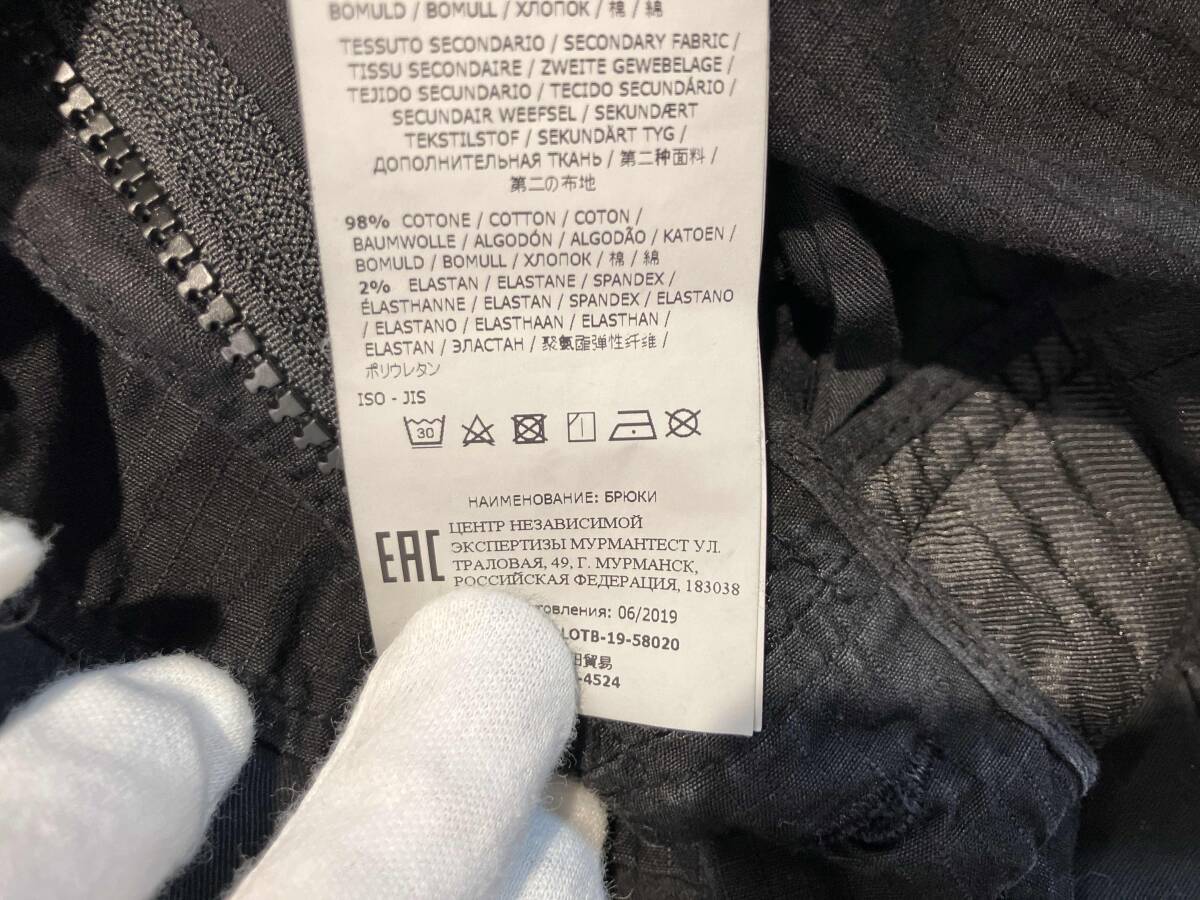 BOMULD / BOMULL / ХЛОПОК / 棉 / 綿
TESSUTO SECONDARIO / SECONDARY FABRIC /
TISSU SECONDAIRE / ZWEITE GEWEBELAGE /
TEJIDO SECUNDARIO / TECIDO SECUNDÁRIO /
SECUNDAIR WEEFSEL / SEKUNDÆRT
TEKSTILSTOF / SEKUNDÄRT TYG /
ДОПОЛНИТЕЛЬНАЯ ТКАНЬ / 第二种面料 /
第二の布地
98% COTONE / COTTON / COTON /
BAUMWOLLE / ALGODÓN / ALGODÃO / KATOEN /
BOMULD / BOMULL / ХЛОПОК / 棉 / 綿
2% ELASTAN / ELASTANE / SPANDEX /
ÉLASTHANNE / ELASTAN / SPANDEX / ELASTANO
/ ELASTANO / ELASTHAAN / ELASTHAN /
ELASTAN / ЭЛАСТАН / 聚氨酯弹性纤维 /
ポリウレタン
ISO - JIS
30
НАИМЕНОВАНИЕ: БРЮКИ
EAC
ЦЕНТР НЕЗАВИСИМОЙ
ЭКСПЕРТИЗЫ МУРМАНТЕСТ УЛ.
ТРАЛОВАЯ, 49, Г. МУРМАНСК,
РОССИЙСКАЯ ФЕДЕРАЦИЯ, 183038
товления: 06/2019
LOTB-19-58020
田貿易
-4524